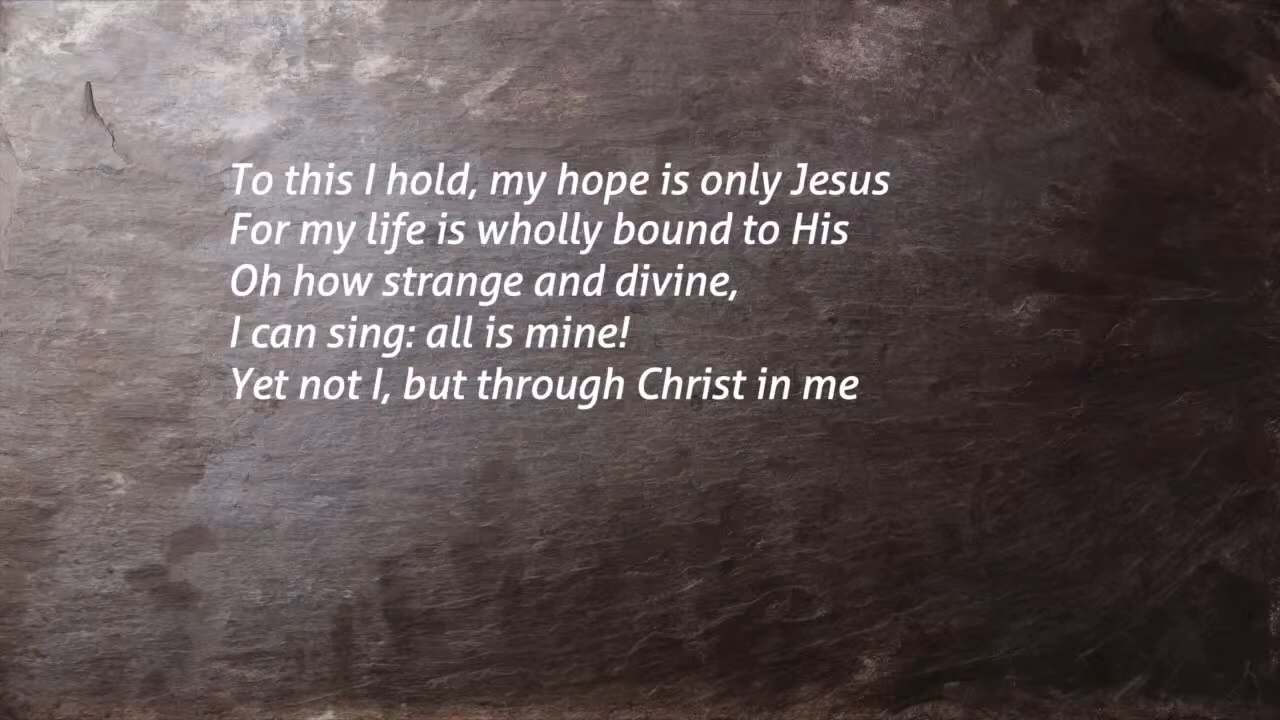 To this I hold, my hope is only Jesus
For my life is wholly bound to His
Oh how strange and divine,
I can sing: all is mine!
Yet not I, but through Christ in me